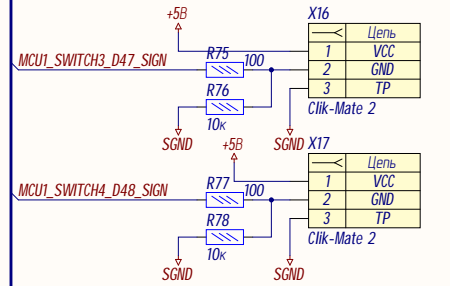 +5В
X16
Цепь
R75
100
1 VCC
MCU1_SWITCH3_D47_SIGN
2 GND
R76
3 TP
10к
Clik-Mate 2
SGND
+5В
SGND
X17
Цепь
R77
100
1 VCC
MCU1_SWITCH4_D48_SIGN
2 GND
R78
3 TP
10к
Clik-Mate 2
SGND
SGND